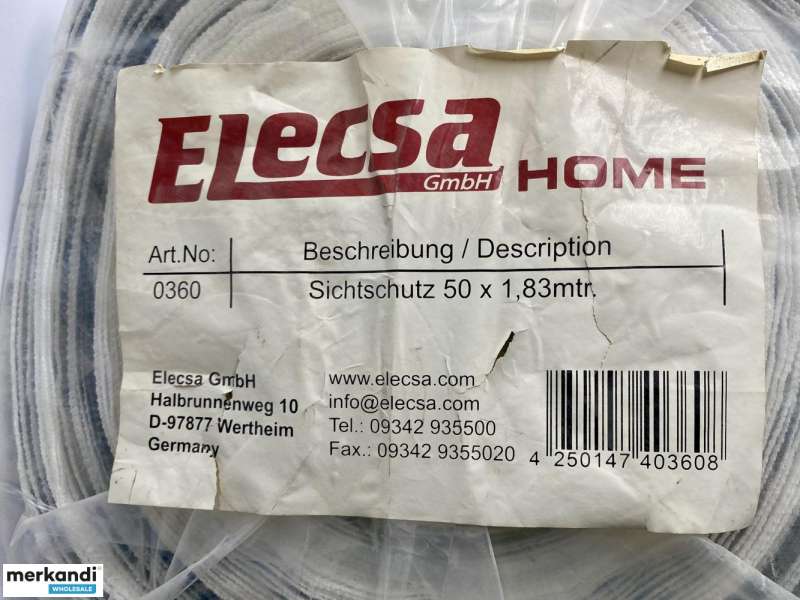 Elecsa
GmbH HOME
Art.No: Beschreibung / Description
0360 Sichtschutz 50 x 1,83mtr.
Elecsa GmbH
Halbrunnenweg 10
D-97877 Wertheim
Germany
www.elecsa.com
info@elecsa.com
Tel.: 09342 935500
Fax.: 09342 9355020
4 250147 403608
merkandi
WHOLESALE